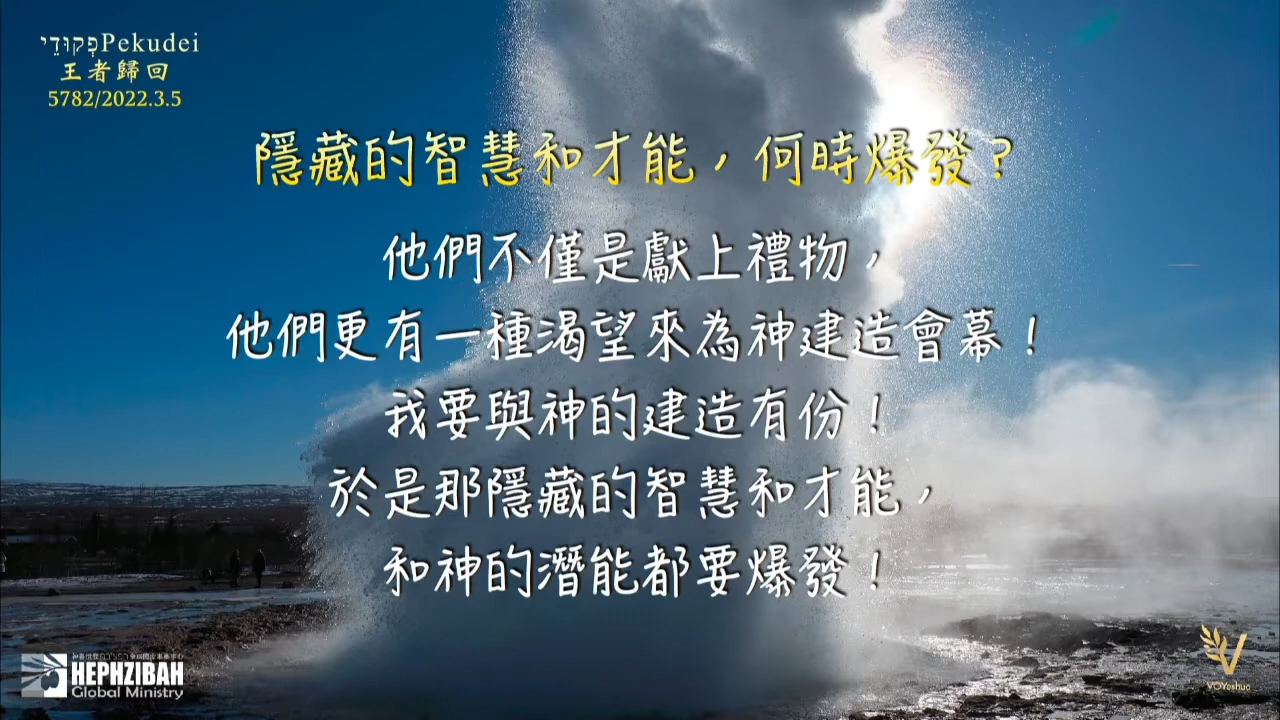 פְקוּדֵיPekudei
王者歸回
5782/2022.3.5
隱藏的智慧和才能，何時爆發？
他們不僅是獻上禮物，
他們更有一種渴望來為神建造會幕！
我要與神的建造有份！
於是那隱藏的智慧和才能，
和神的潛能都要爆發！
HEPHZIBAH
Global Ministry
VOYeshua